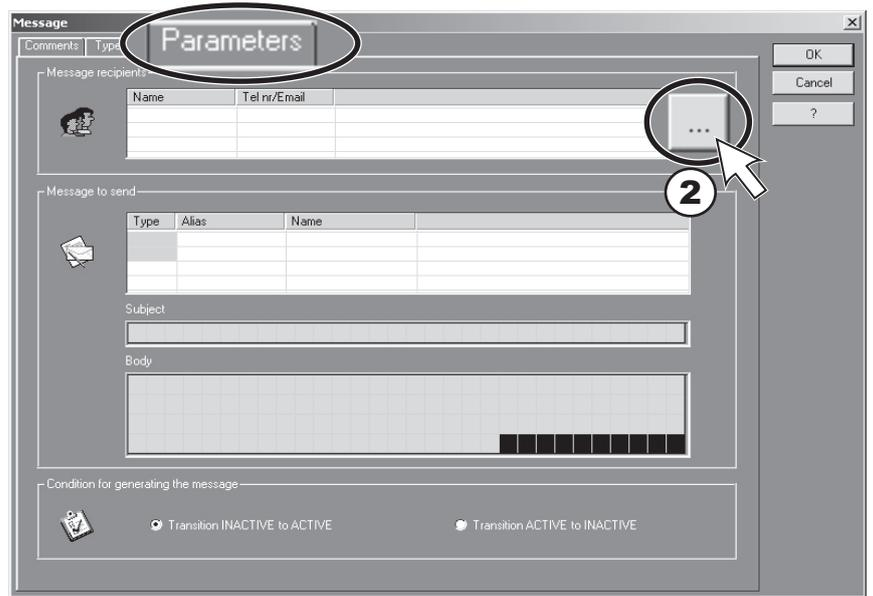 Message
Comments
Type
Parameters
OK
Cancel
?
Message recipients
Name Tel nr/Email
...
2
Message to send
Type Alias Name
Subject
Body
Condition for generating the message
Transition INACTIVE to ACTIVE
Transition ACTIVE to INACTIVE